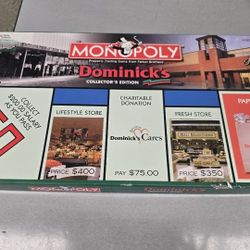 MONOPOLY
Property Trading Game from Parker Brothers
Dominick's
COLLECTOR'S EDITION
COLLECT
$200.00 SALARY
AS YOU PASS
LIFESTYLE STORE
PRICE $400
CHARITABLE
DONATION
Dominick's Cares
PAY $75.00
FRESH STORE
PRICE $350
MONOPOLY